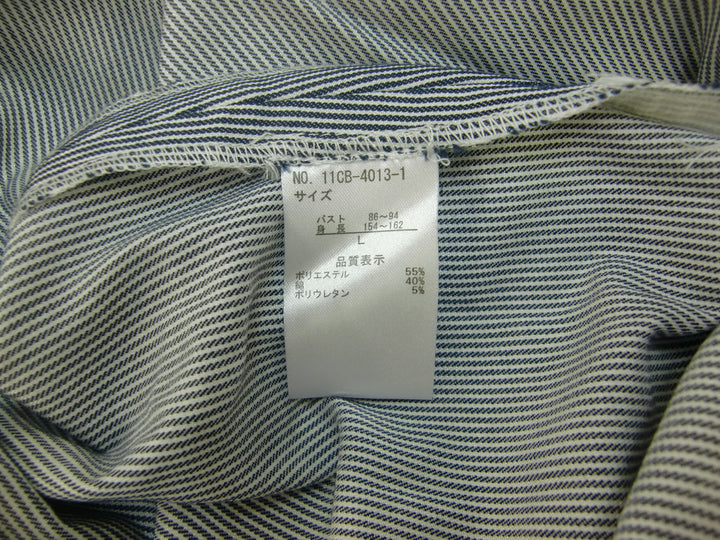 NO. 11CB-4013-1
サイズ
バスト 86～94
身長 154～162
L
品質表示
ポリエステル 55%
綿 40%
ポリウレタン 5%